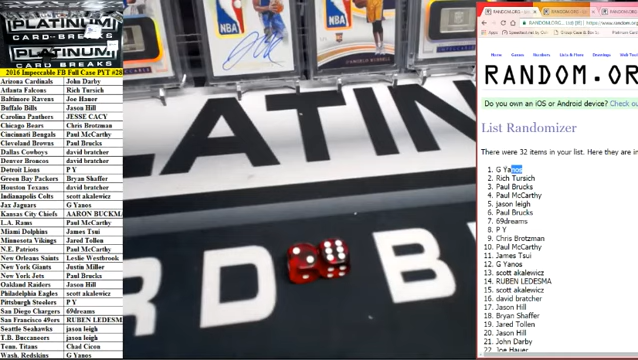 PLATINUM
CARD BREAKS
PLATINUM
CARD BREAKS
2016 Impeccable FB Full Case PYT #28
Arizona Cardinals John Darby
Atlanta Falcons Rich Tursich
Baltimore Ravens Joe Hauer
Buffalo Bills Jason Hill
Carolina Panthers JESSE CACY
Chicago Bears Chris Brotzman
Cincinnati Bengals Paul McCarthy
Cleveland Browns Paul Brucks
Dallas Cowboys david bratcher
Denver Broncos david bratcher
Detroit Lions P Y
Green Bay Packers Bryan Shaffer
Houston Texans david bratcher
Indianapolis Colts scott akalewicz
Jax Jaguars G Yanos
Kansas City Chiefs AARON BUCKMA
L.A. Rams Paul McCarthy
Miami Dolphins James Tsui
Minnesota Vikings Jared Tollen
N.E. Patriots Paul McCarthy
New Orleans Saints Leslie Westbrook
New York Giants Justin Miller
New York Jets Paul Brucks
Oakland Raiders Jason Hill
Philadelphia Eagles scott akalewicz
Pittsburgh Steelers P Y
San Diego Chargers 69dreams
San Francisco 49ers RUBEN LEDESM
Seattle Seahawks jason leigh
T.B. Buccaneers jason leigh
Tenn. Titans Chad Cicon
Wash. Redskins G Yanos
NBA
NBA
LATIN
RD B
RANDOM.OR
Do you own an iOS or Android device? Check ou
List Randomizer
There were 32 items in your list. Here they are in
1. G Yanos
2. Rich Tursich
3. Paul Brucks
4. Paul McCarthy
5. jason leigh
6. Paul Brucks
7. 69dreams
8. P Y
9. Chris Brotzman
10. Paul McCarthy
11. James Tsui
12. G Yanos
13. scott akalewicz
14. RUBEN LEDESMA
15. scott akalewicz
16. david bratcher
17. david bratcher
18. Bryan Shaffer
19. Jared Tollen
20. Jason Hill
21. John Darby
22. Joe Hauer